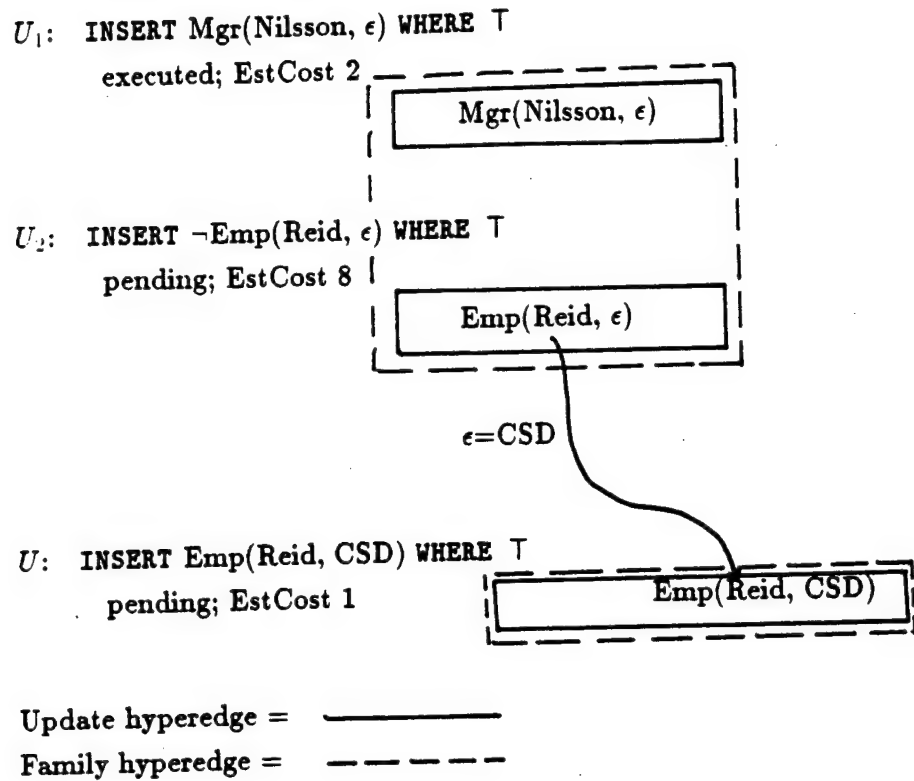 U₁: INSERT Mgr(Nilsson, ϵ) WHERE T
executed; EstCost 2
Mgr(Nilsson, ϵ)
U₂: INSERT ¬Emp(Reid, ϵ) WHERE T
pending; EstCost 8
Emp(Reid, ϵ)
ϵ=CSD
U: INSERT Emp(Reid, CSD) WHERE T
Emp(Reid, CSD)
pending; EstCost 1
Update hyperedge =
Family hyperedge =